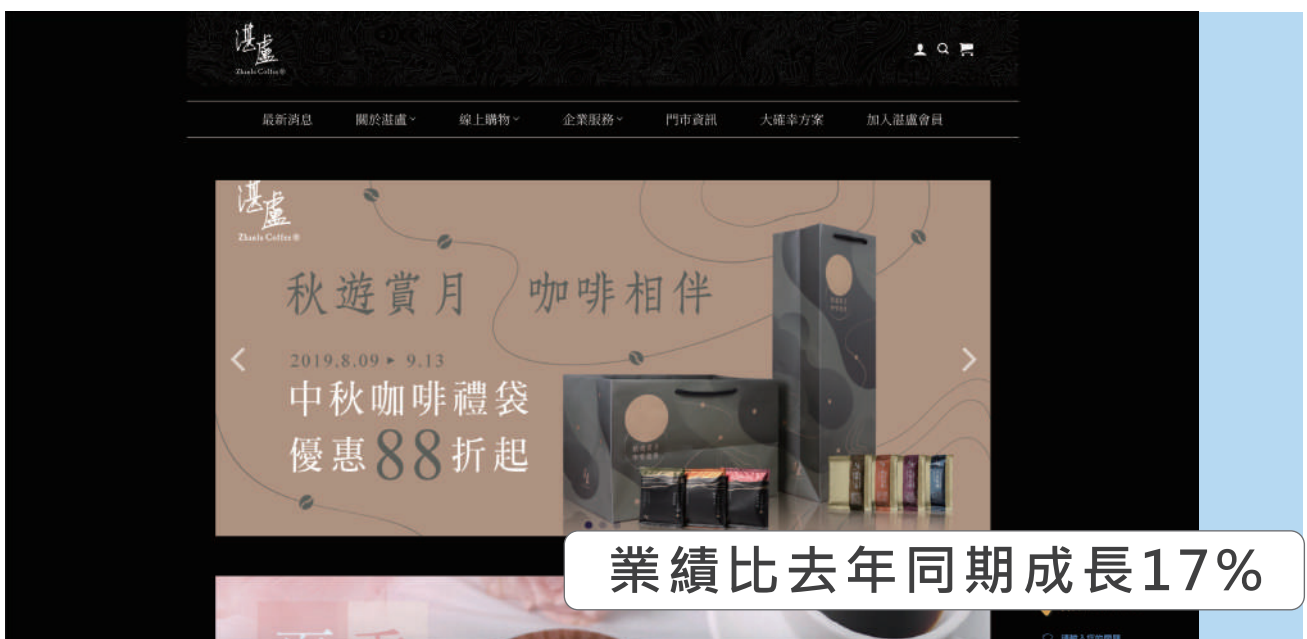 湛盧
Zhanlu Coffee®
最新消息 關於湛盧 線上購物 企業服務 門市資訊 大確幸方案 加入湛盧會員
湛盧
Zhanlu Coffee®
秋遊賞月 咖啡相伴
2019.8.09 ▸ 9.13
中秋咖啡禮袋
優惠88折起
業績比去年同期成長17%